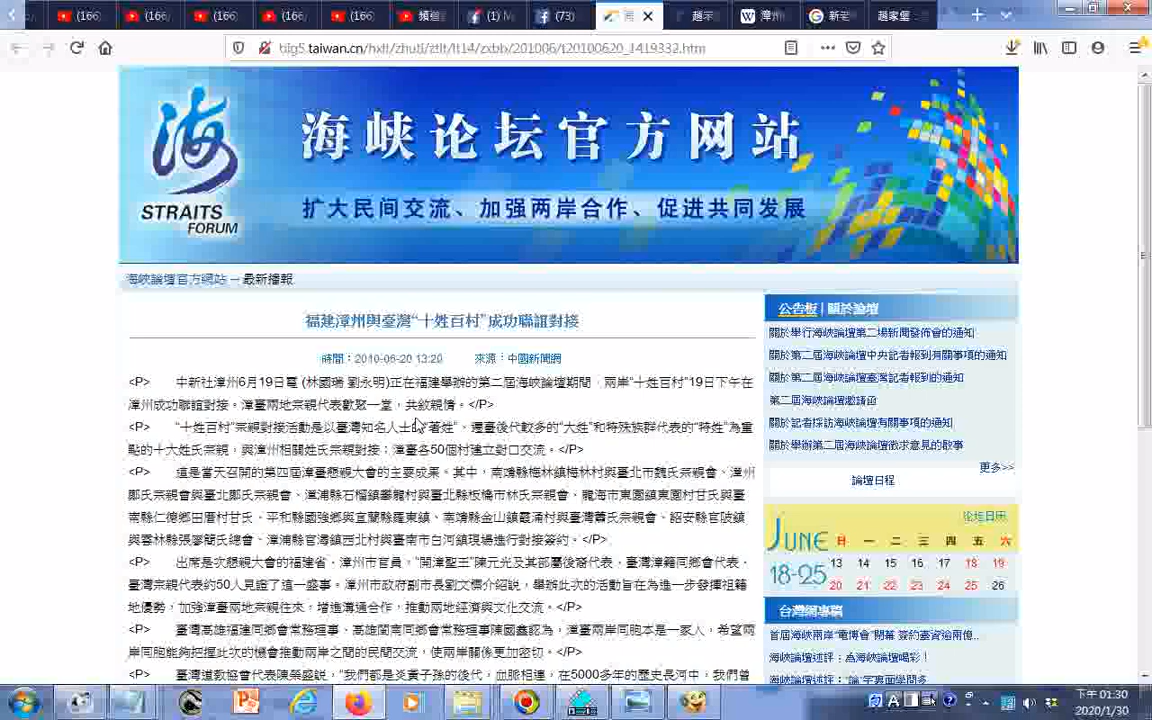 (166
(166
(166
(166
(166
頻道
(1) M
(73)
海
趙示
漳州
新老
趙家堡
tiig5.taiwan.cn/hxlt/zhuti/ztlt/lt14/zxbb/201006/t20100620_1419332.htm
海
STRAITS
FORUM
海峡论坛官方网站
扩大民间交流、加强两岸合作、促进共同发展
海峽論壇官方網站 → 最新播報
福建漳州與臺灣“十姓百村”成功聯誼對接
時間：2010-06-20 13:20 來源：中國新聞網
<P> 中新社漳州6月19日電 (林國瑞 劉永明)正在福建舉辦的第二屆海峽論壇期間，兩岸“十姓百村”19日下午在
漳州成功聯誼對接。漳臺兩地宗親代表歡聚一堂，共敘親情。</P>
<P> “十姓百村”宗親對接活動是以臺灣知名人士的“著姓”、遷臺後代較多的“大姓”和特殊族群代表的“特姓”為重
點的十大姓氏宗親，與漳州相關姓氏宗親對接；漳臺各50個村建立對口交流。</P>
<P> 這是當天召開的第四屆漳臺懇親大會的主要成果。其中，南靖縣梅林鎮梅林村與臺北市魏氏宗親會、漳州
鄭氏宗親會與臺北鄭氏宗親會、漳浦縣石榴鎮攀龍村與臺北縣板橋市林氏宗親會、龍海市東園鎮東園村甘氏與臺
南縣仁德鄉田厝村甘氏、平和縣國強鄉與宜蘭縣羅東鎮、南靖縣金山鎮霞涌村與臺灣蕭氏宗親會、詔安縣官陂鎮
與雲林縣張廖簡氏總會、漳浦縣官潯鎮西北村與臺南市白河鎮現場進行對接簽約。</P>
<P> 出席是次懇親大會的福建省、漳州市官員，“開漳聖王”陳元光及其部屬後裔代表，臺灣漳籍同鄉會代表，
臺灣宗親代表約50人見證了這一盛事。漳州市政府副市長劉文標介紹說，舉辦此次的活動旨在為進一步發揮祖籍
地優勢，加強漳臺兩地宗親往來，增進溝通合作，推動兩地經濟與文化交流。</P>
<P> 臺灣高雄福建同鄉會常務理事、高雄閩南同鄉會常務理事陳國鑫認為，漳臺兩岸同胞本是一家人，希望兩
岸同胞能夠把握此次的機會推動兩岸之間的民間交流，使兩岸關係更加密切。</P>
<P> 臺灣道教協會代表陳榮盛說，“我們都是炎黃子孫的後代，血脈相連，在5000多年的歷史長河中，我們曾
公告板 | 關於論壇
關於舉行海峽論壇第二場新聞發佈會的通知
關於第二屆海峽論壇中央記者報到有關事項的通知
關於第二屆海峽論壇臺灣記者報到的通知
第二屆海峽論壇邀請函
關於記者採訪海峽論壇有關事項的通知
關於舉辦第二屆海峽論壇徵求意見的啟事
更多>>
論壇日程
论坛日历
JUNE
18-25
日 一 二 三 四 五 六
13 14 15 16 17 18 19
20 21 22 23 24 25 26
台灣網專稿
首屆海峽兩岸“電博會”開幕 簽約臺資逾兩億..
海峽論壇述評：為海峽論壇喝彩！
下午 01:30
2020/1/30